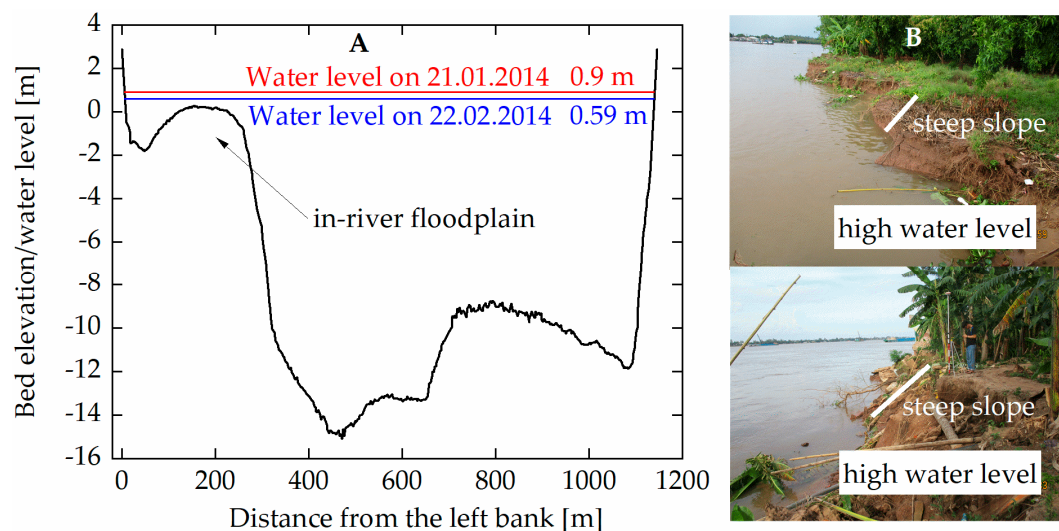 A
4
2
0
-2
-4
-6
-8
-10
-12
-14
-16
Bed elevation/water level [m]
Water level on 21.01.2014 0.9 m
Water level on 22.02.2014 0.59 m
in-river floodplain
0 200 400 600 800 1000 1200
Distance from the left bank [m]
B
steep slope
high water level
steep slope
high water level